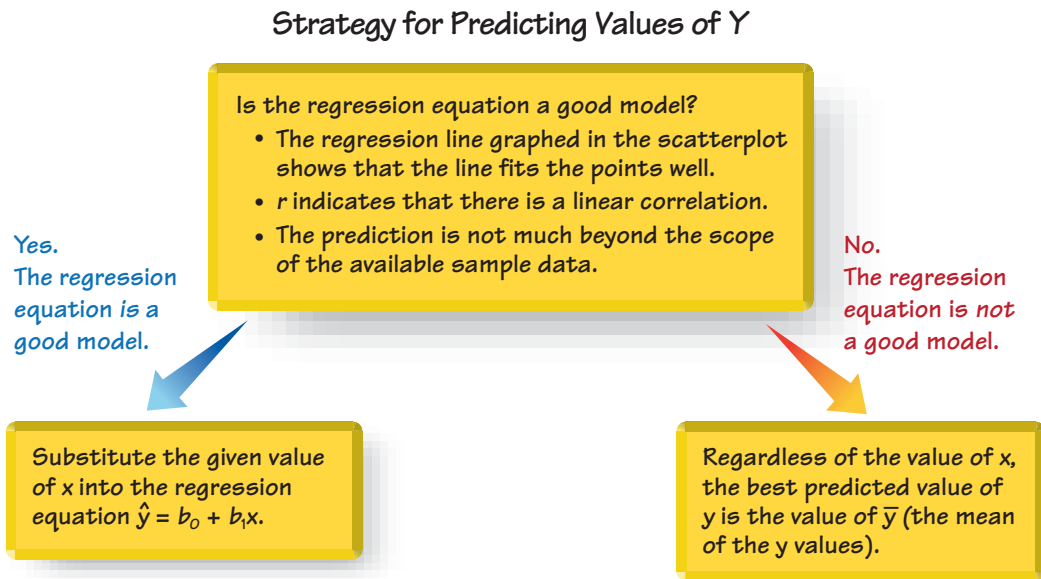 Strategy for Predicting Values of Y
Is the regression equation a good model?
• The regression line graphed in the scatterplot
shows that the line fits the points well.
• r indicates that there is a linear correlation.
• The prediction is not much beyond the scope
of the available sample data.
Yes.
The regression
equation is a
good model.
No.
The regression
equation is not
a good model.
Substitute the given value
of x into the regression
equation ŷ = b₀ + b₁x.
Regardless of the value of x,
the best predicted value of
y is the value of y̅ (the mean
of the y values).